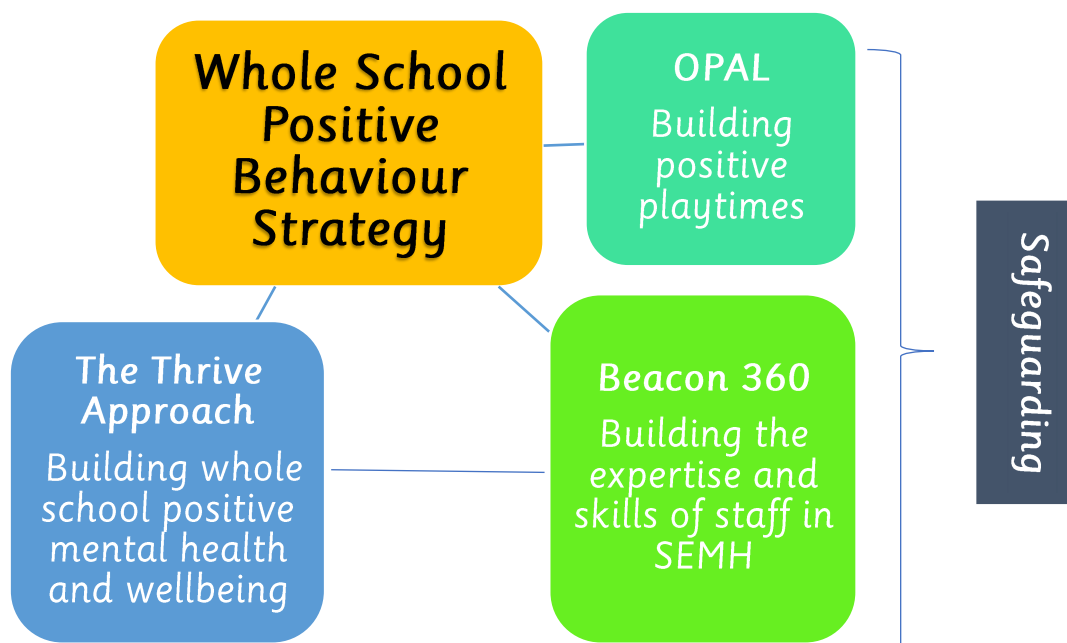 Whole School
Positive
Behaviour
Strategy
OPAL
Building
positive
playtimes
The Thrive
Approach
Building whole
school positive
mental health
and wellbeing
Beacon 360
Building the
expertise and
skills of staff in
SEMH
Safeguarding